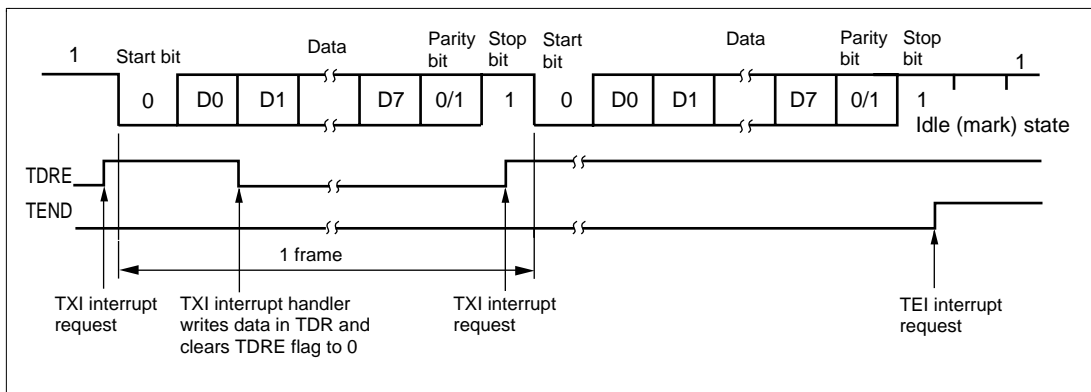 1 Start bit Data Parity bit Stop bit Start bit Data Parity bit Stop bit 1
0 D0 D1 D7 0/1 1 0 D0 D1 D7 0/1 1
Idle (mark) state
TDRE
TEND
1 frame
TXI interrupt request
TXI interrupt handler writes data in TDR and clears TDRE flag to 0
TXI interrupt request
TEI interrupt request